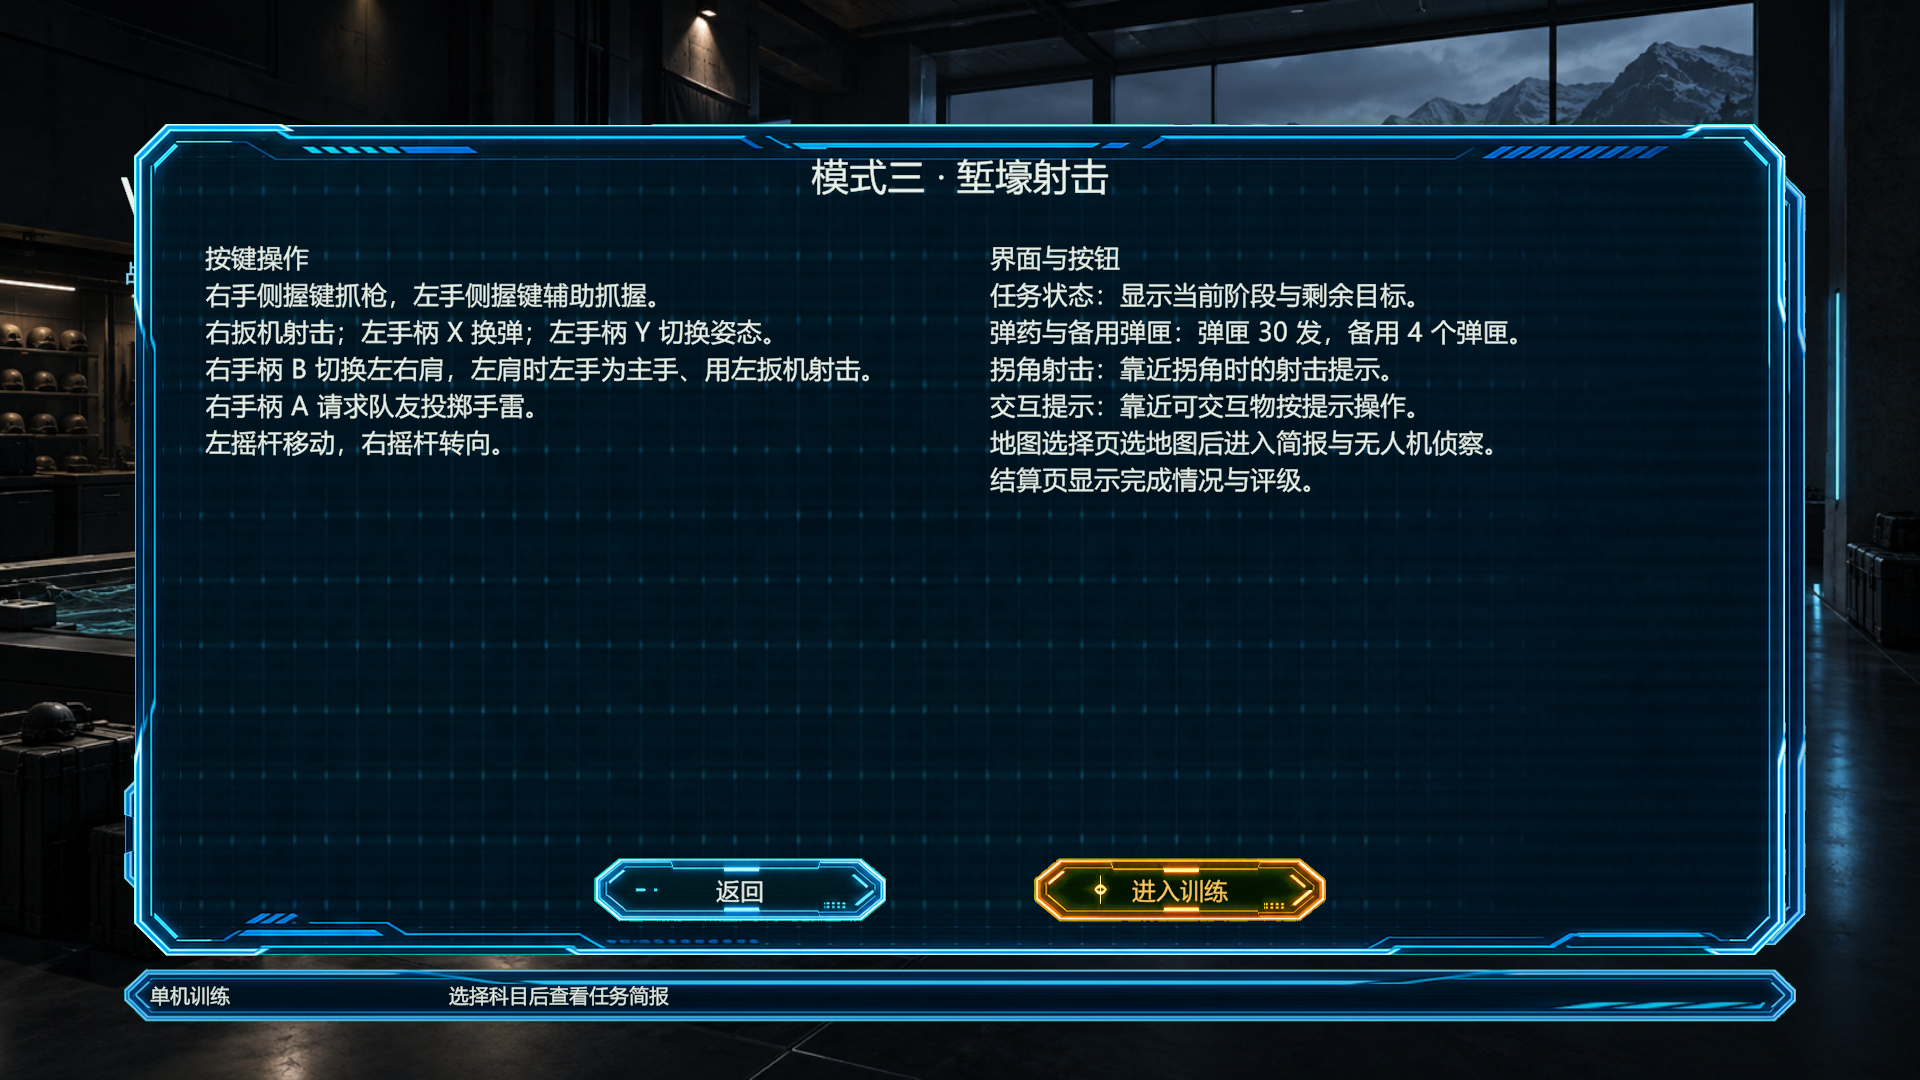 模式三 · 堑壕射击
按键操作
右手侧握键抓枪，左手侧握键辅助抓握。
右扳机射击；左手柄 X 换弹；左手柄 Y 切换姿态。
右手柄 B 切换左右肩，左肩时左手为主手、用左扳机射击。
右手柄 A 请求队友投掷手雷。
左摇杆移动，右摇杆转向。
界面与按钮
任务状态：显示当前阶段与剩余目标。
弹药与备用弹匣：弹匣 30 发，备用 4 个弹匣。
拐角射击：靠近拐角时的射击提示。
交互提示：靠近可交互物按提示操作。
地图选择页选地图后进入简报与无人机侦察。
结算页显示完成情况与评级。
返回
进入训练
单机训练
选择科目后查看任务简报